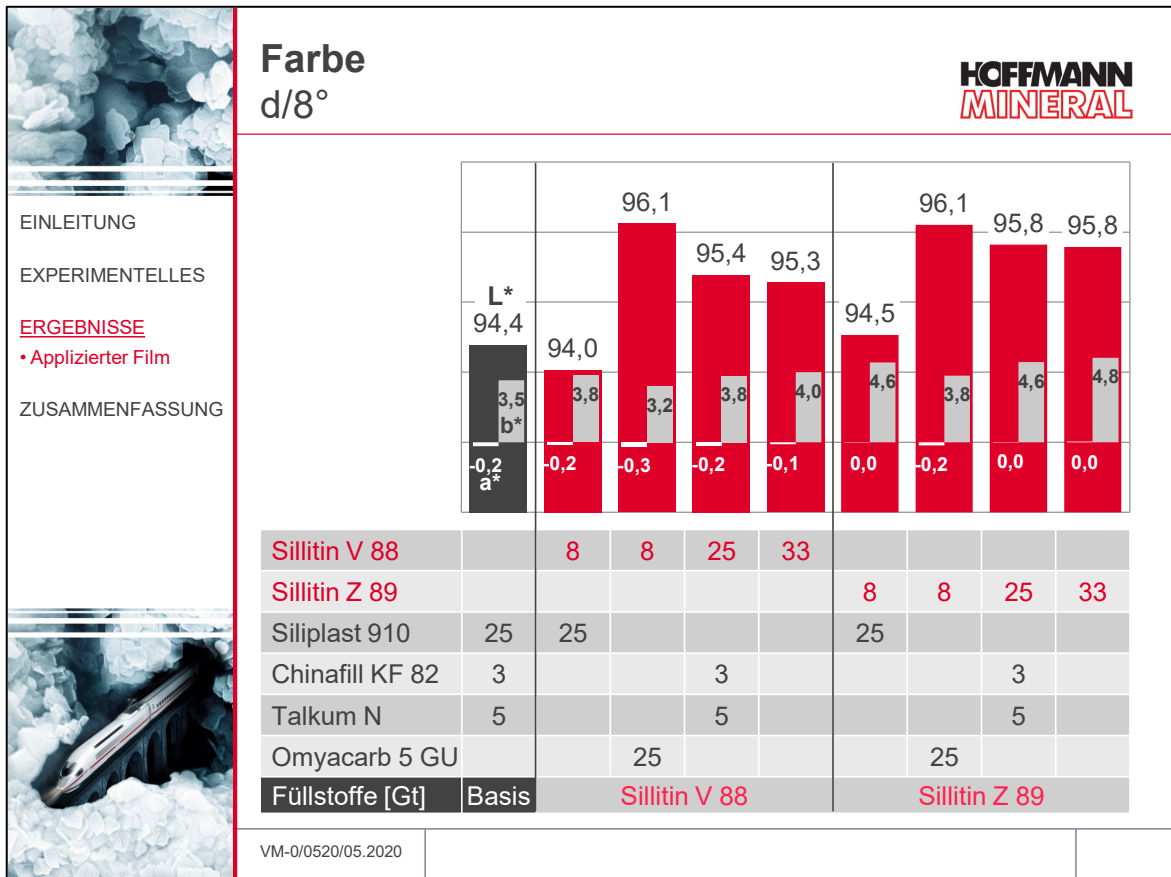 Farbe
d/8°
HOFFMANN
MINERAL
EINLEITUNG
EXPERIMENTELLES
ERGEBNISSE
• Applizierter Film
ZUSAMMENFASSUNG
L*
94,4
94,0
96,1
95,4
95,3
94,5
96,1
95,8
95,8
3,5
b*
3,8
3,2
3,8
4,0
4,6
3,8
4,6
4,8
-0,2
a*
-0,2
-0,3
-0,2
-0,1
0,0
-0,2
0,0
0,0
Sillitin V 88 8 8 25 33
Sillitin Z 89 8 8 25 33
Siliplast 910 25 25 25
Chinafill KF 82 3 3 3
Talkum N 5 5 5
Omyacarb 5 GU 25 25
Füllstoffe [Gt] Basis Sillitin V 88 Sillitin Z 89
VM-0/0520/05.2020